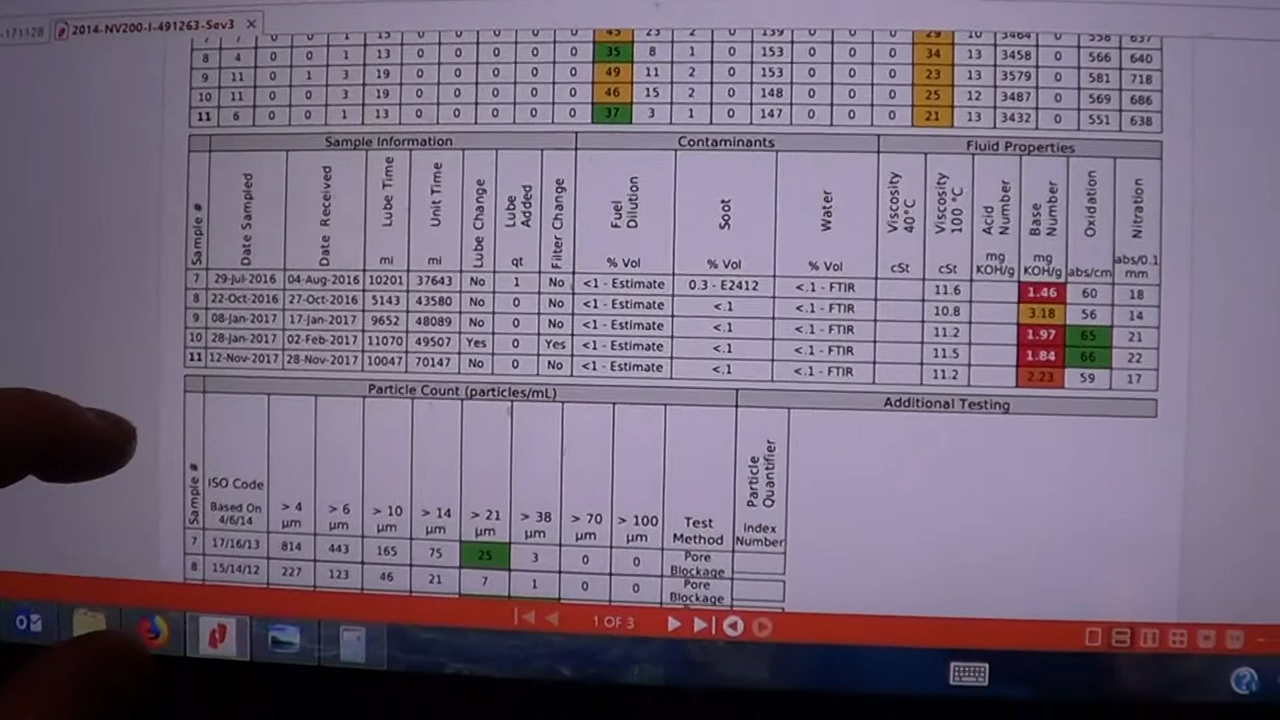 -171128 2014-NV200-I-491263-Sev3 ×
45 23 2 139 29 10 3464 0 558 637
8 4 0 0 1 13 0 0 0 0 0 35 8 1 0 153 0 0 0 34 13 3458 0 566 640
9 11 0 1 3 19 0 0 0 0 0 49 11 2 0 153 0 0 0 23 13 3579 0 581 718
10 11 0 0 3 19 0 0 0 0 0 46 15 2 0 148 0 0 0 25 12 3487 0 569 686
11 6 0 0 1 13 0 0 0 0 0 37 3 1 0 147 0 0 0 21 13 3432 0 551 638
Sample Information Contaminants Fluid Properties
Sample # Date Sampled Date Received Lube Time Unit Time Lube Change Lube Added Filter Change Fuel Dilution Soot Water Viscosity 40°C Viscosity 100 °C Acid Number Base Number Oxidation Nitration
mi mi qt % Vol % Vol % Vol cSt cSt mg KOH/g mg KOH/g abs/cm abs/0.1 mm
7 29-Jul-2016 04-Aug-2016 10201 37643 No 1 No <1 - Estimate 0.3 - E2412 <.1 - FTIR 11.6 1.46 60 18
8 22-Oct-2016 27-Oct-2016 5143 43580 No 0 No <1 - Estimate <.1 <.1 - FTIR 10.8 3.18 56 14
9 08-Jan-2017 17-Jan-2017 9652 48089 No 0 No <1 - Estimate <.1 <.1 - FTIR 11.2 1.97 65 21
10 28-Jan-2017 02-Feb-2017 11070 49507 Yes 0 Yes <1 - Estimate <.1 <.1 - FTIR 11.5 1.84 66 22
11 12-Nov-2017 28-Nov-2017 10047 70147 No 0 No <1 - Estimate <.1 <.1 - FTIR 11.2 2.23 59 17
Particle Count (particles/mL) Additional Testing
Sample # ISO Code Based On 4/6/14 > 4 µm > 6 µm > 10 µm > 14 µm > 21 µm > 38 µm > 70 µm > 100 µm Test Method Particle Quantifier Index Number
7 17/16/13 814 443 165 75 25 3 0 0 Pore Blockage
8 15/14/12 227 123 46 21 7 1 0 0 Pore Blockage
1 OF 3